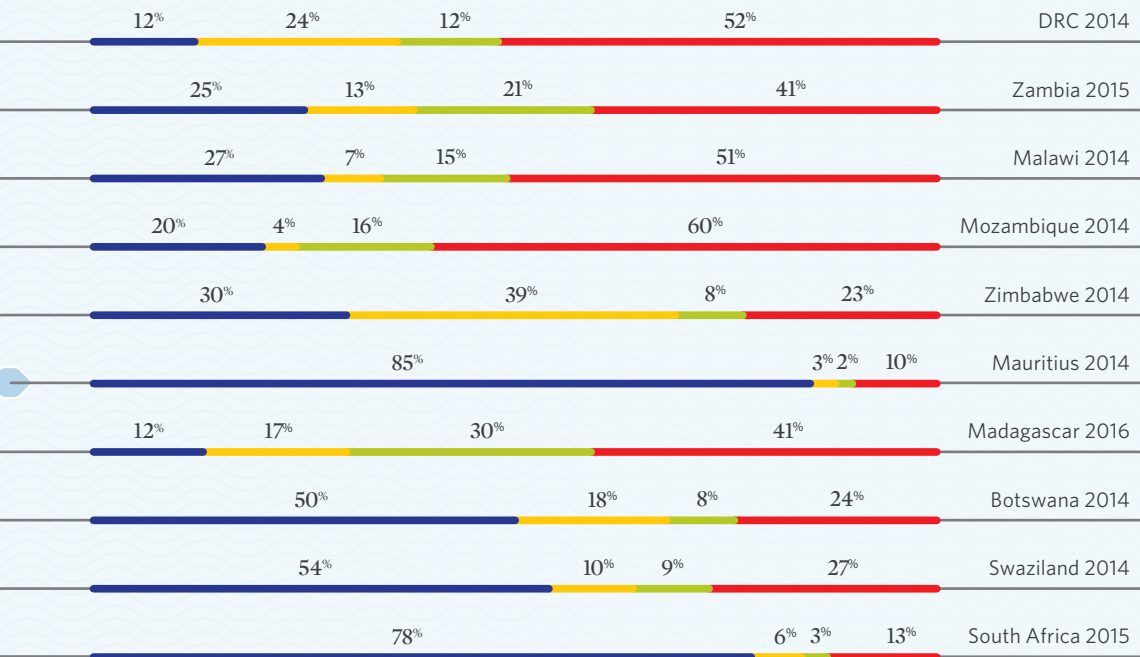 12% 24% 12% 52% DRC 2014
25% 13% 21% 41% Zambia 2015
27% 7% 15% 51% Malawi 2014
20% 4% 16% 60% Mozambique 2014
30% 39% 8% 23% Zimbabwe 2014
85% 3% 2% 10% Mauritius 2014
12% 17% 30% 41% Madagascar 2016
50% 18% 8% 24% Botswana 2014
54% 10% 9% 27% Swaziland 2014
78% 6% 3% 13% South Africa 2015